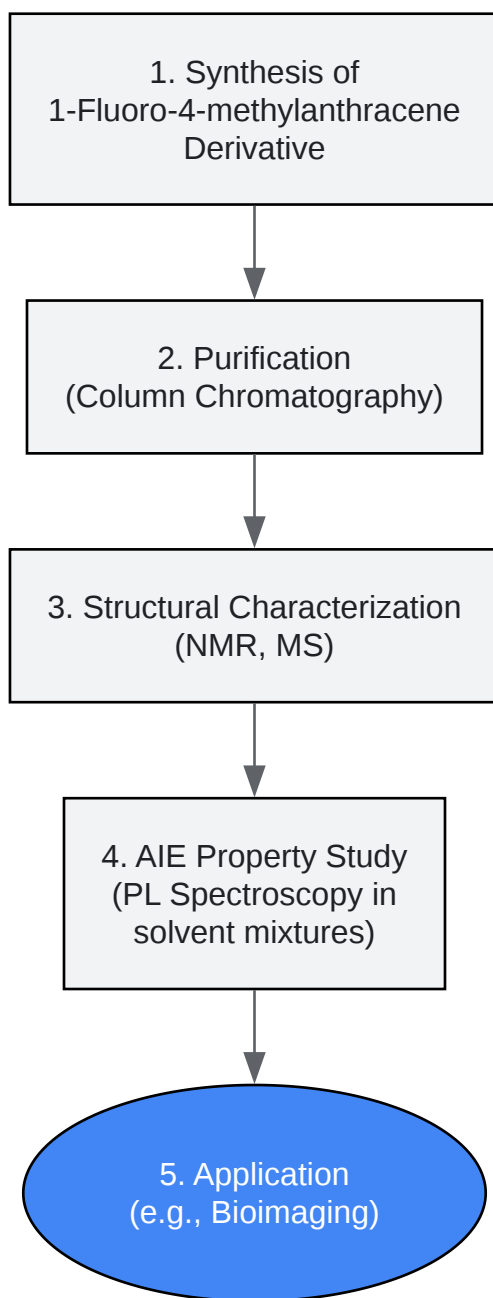 1. Synthesis of
1-Fluoro-4-methylanthracene
Derivative
2. Purification
(Column Chromatography)
3. Structural Characterization
(NMR, MS)
4. AIE Property Study
(PL Spectroscopy in
solvent mixtures)
5. Application
(e.g., Bioimaging)